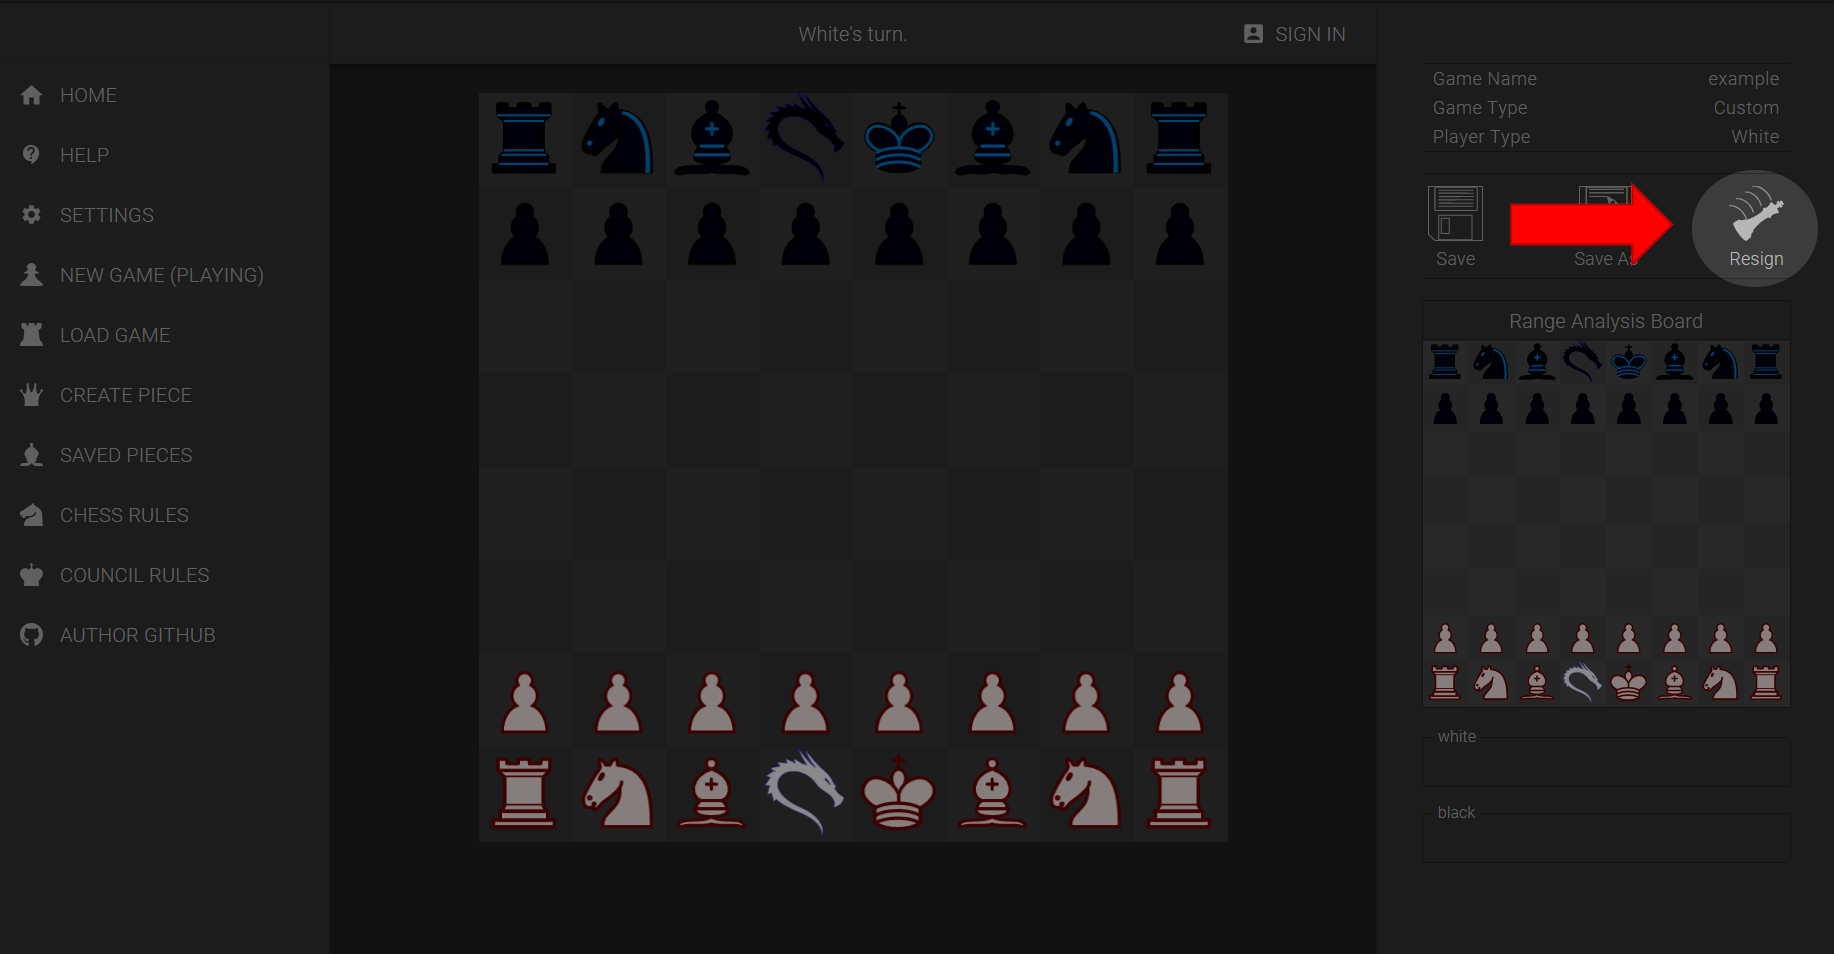 White's turn.
SIGN IN
HOME
HELP
SETTINGS
NEW GAME (PLAYING)
LOAD GAME
CREATE PIECE
SAVED PIECES
CHESS RULES
COUNCIL RULES
AUTHOR GITHUB
Game Name example
Game Type Custom
Player Type White
Save
Save As
Resign
Range Analysis Board
white
black